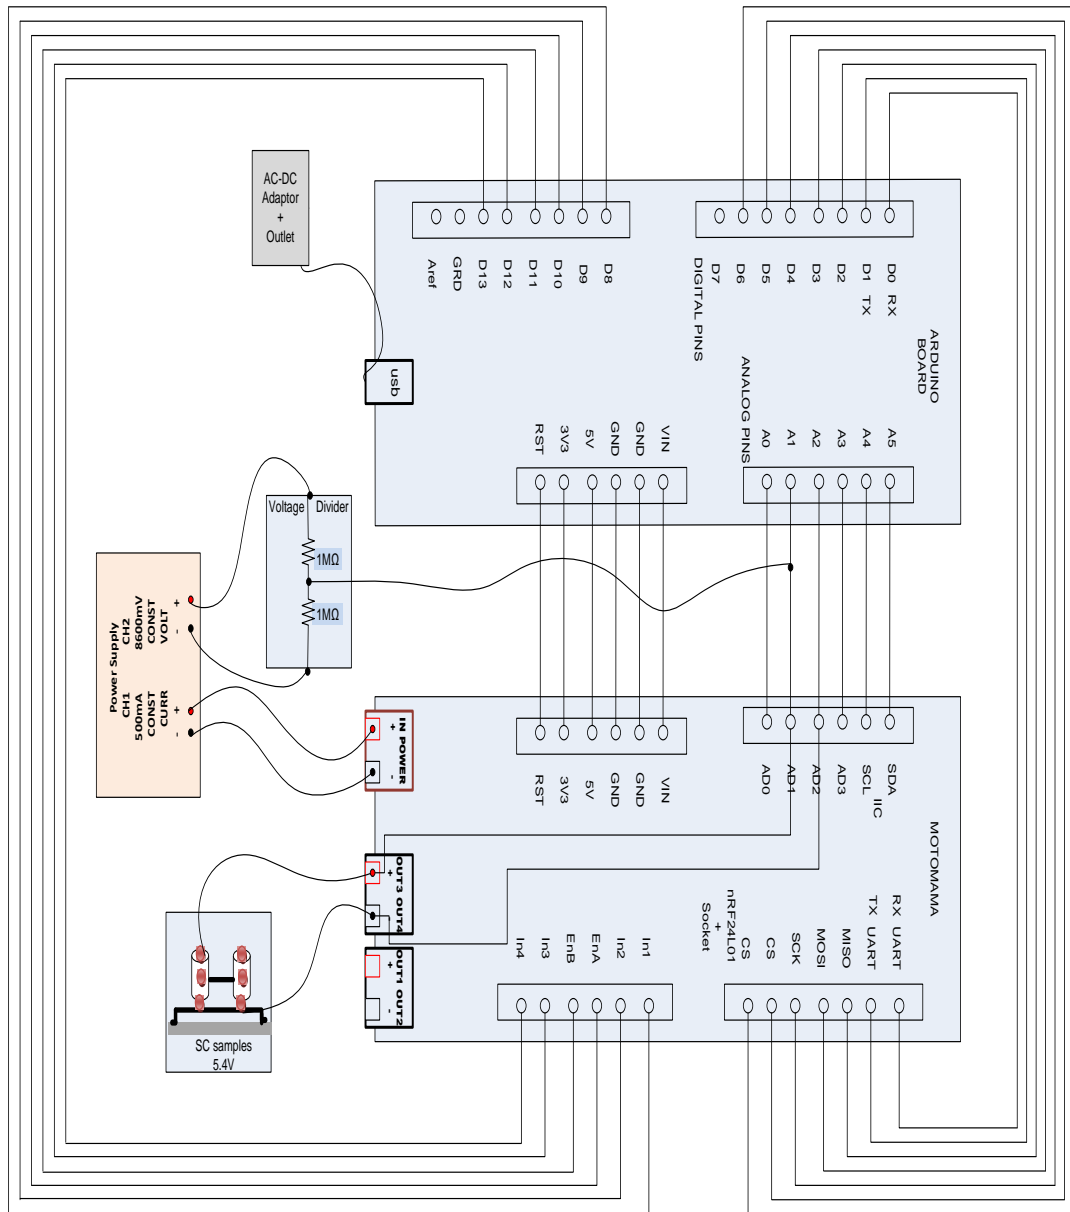 AC-DC
Adaptor
+
Outlet
Aref
GRD
D13
D12
D11
D10
D9
D8
D7
D6
D5
D4
D3
D2
D1 TX
D0 RX
DIGITAL PINS
ARDUINO
BOARD
usb
ANALOG PINS
RST
3V3
5V
GND
GND
VIN
A0
A1
A2
A3
A4
A5
Voltage Divider
1MΩ
1MΩ
Power Supply
CH2
8600mV
CONST
VOLT
+
-
CH1
500mA
CONST
CURR
+
-
IN POWER
+
-
RST
3V3
5V
GND
GND
VIN
AD0
AD1
AD2
AD3
SCL
SDA
IIC
MOTOMAMA
OUT3 OUT4
+
-
OUT1 OUT2
+
-
SC samples
5.4V
In4
In3
EnB
EnA
In2
In1
nRF24L01
+
Socket
CS
CS
SCK
MOSI
MISO
TX UART
RX UART